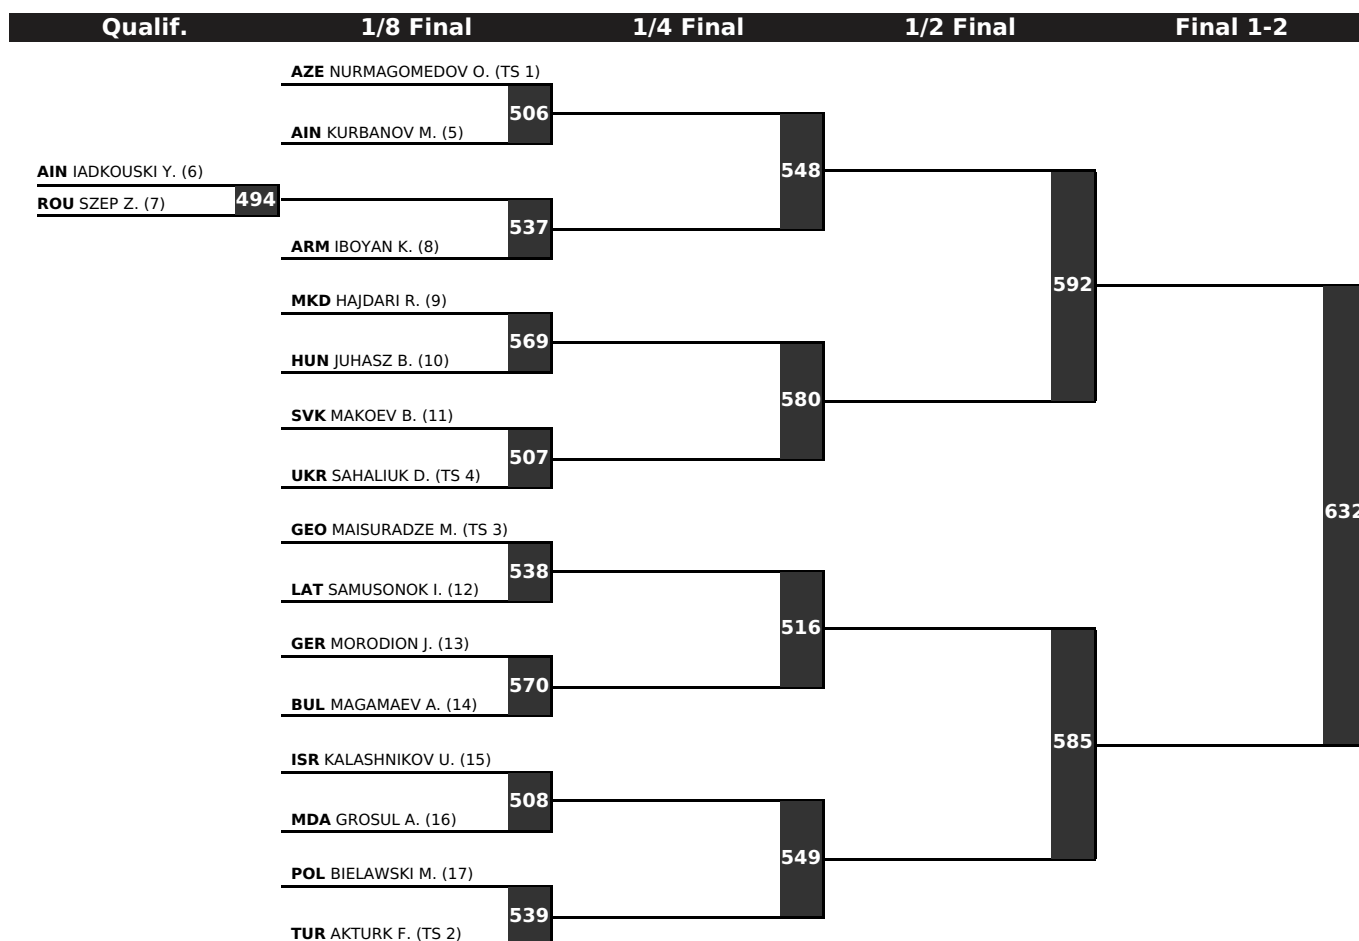 Qualif. 1/8 Final 1/4 Final 1/2 Final Final 1-2
AZE NURMAGOMEDOV O. (TS 1)
506
AIN KURBANOV M. (5)
548
AIN IADKOUSKI Y. (6)
494
ROU SZEP Z. (7)
537
ARM IBOYAN K. (8)
592
MKD HAJDARI R. (9)
569
HUN JUHASZ B. (10)
580
SVK MAKOEV B. (11)
507
UKR SAHALIUK D. (TS 4)
632
GEO MAISURADZE M. (TS 3)
538
LAT SAMUSONOK I. (12)
516
GER MORODION J. (13)
570
BUL MAGAMAEV A. (14)
585
ISR KALASHNIKOV U. (15)
508
MDA GROSUL A. (16)
549
POL BIELAWSKI M. (17)
539
TUR AKTURK F. (TS 2)